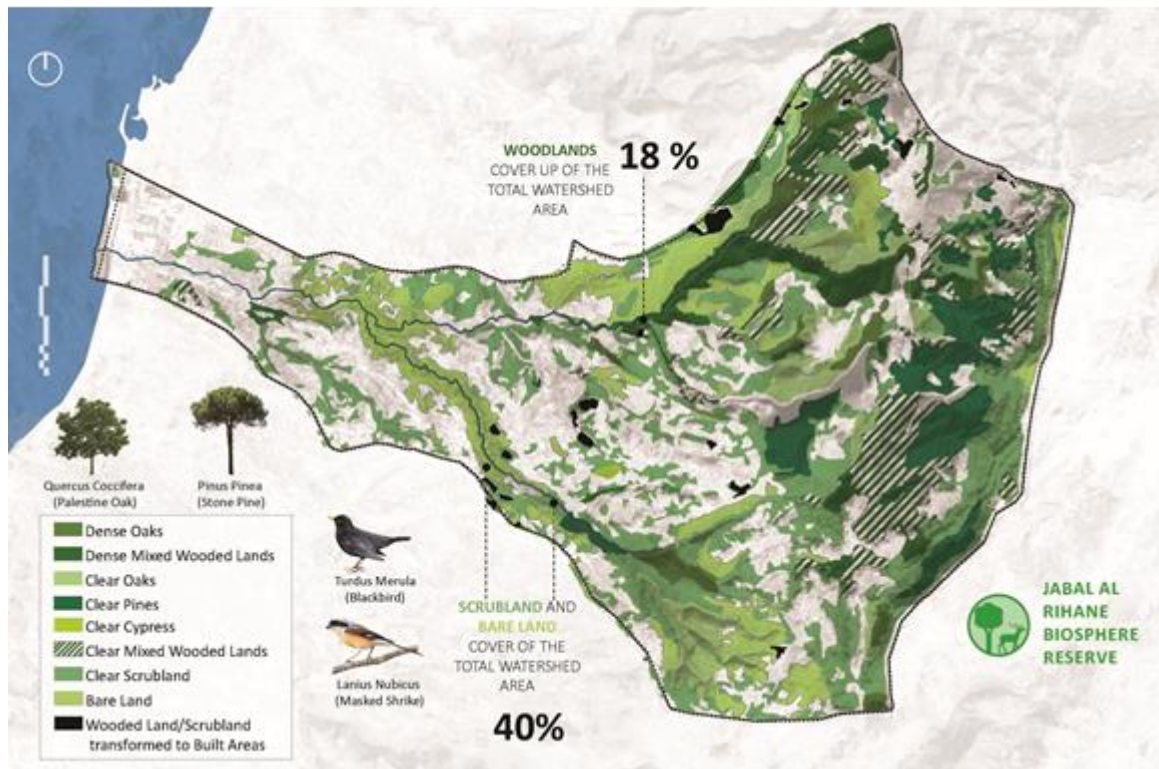 WOODLANDS 18 %
COVER UP OF THE
TOTAL WATERSHED
AREA
Quercus Coccifera
(Palestine Oak)
Pinus Pinea
(Stone Pine)
Dense Oaks
Dense Mixed Wooded Lands
Clear Oaks
Clear Pines
Clear Cypress
Clear Mixed Wooded Lands
Clear Scrubland
Bare Land
Wooded Land/Scrubland
transformed to Built Areas
Turdus Merula
(Blackbird)
Lanius Nubicus
(Masked Shrike)
SCRUBLAND AND
BARE LAND
COVER OF THE
TOTAL WATERSHED
AREA
40%
JABAL AL
RIHANE
BIOSPHERE
RESERVE